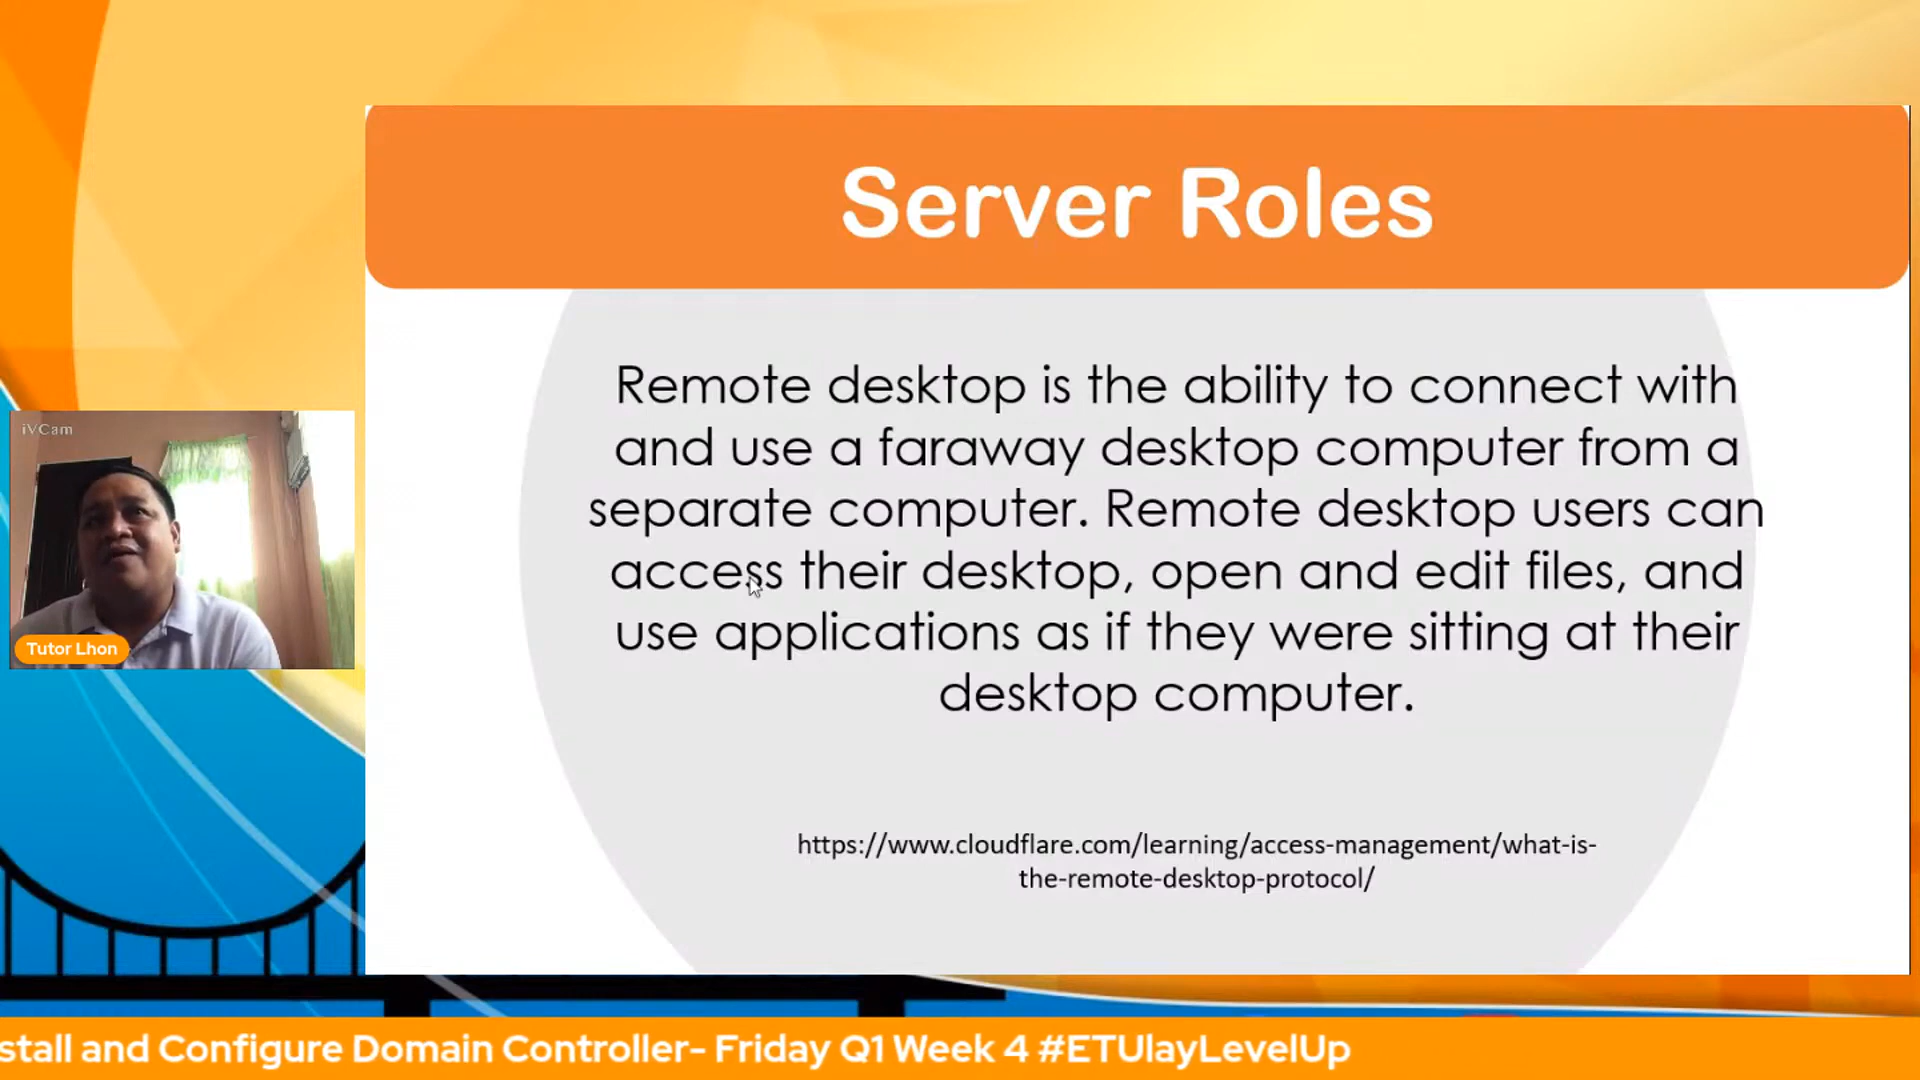 Server Roles
Remote desktop is the ability to connect with
and use a faraway desktop computer from a
separate computer. Remote desktop users can
access their desktop, open and edit files, and
use applications as if they were sitting at their
desktop computer.
https://www.cloudflare.com/learning/access-management/what-is-
the-remote-desktop-protocol/
iVCam
Tutor Lhon
stall and Configure Domain Controller- Friday Q1 Week 4 #ETUlayLevelUp